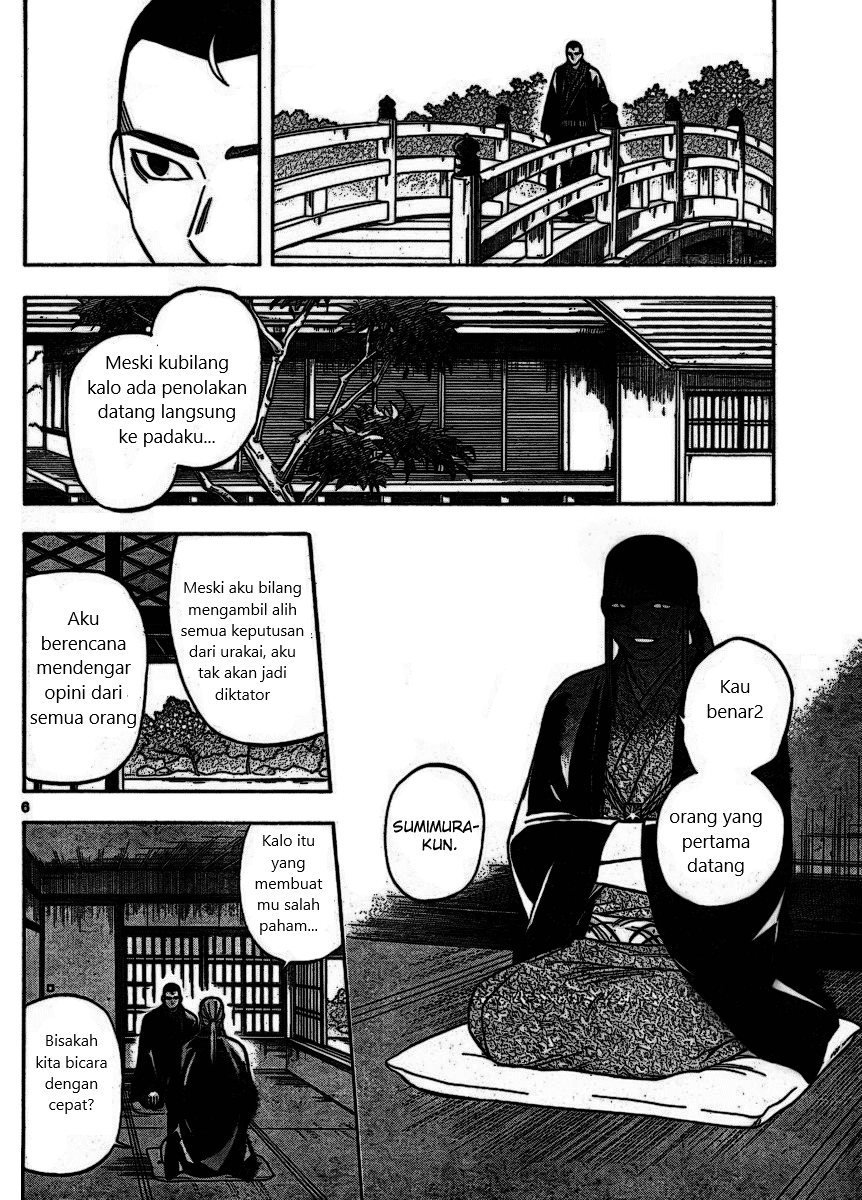 Meski kubilang
kalo ada penolakan
datang langsung
ke padaku...
Kau
benar2
orang yang
pertama
datang
SUMIMURA-
KUN.
Meski aku bilang
mengambil alih
semua keputusan
dari urakai, aku
tak akan jadi
diktator
Aku
berencana
mendengar
opini dari
semua orang
6
Kalo itu
yang
membuat
mu salah
paham...
Bisakah
kita bicara
dengan
cepat?